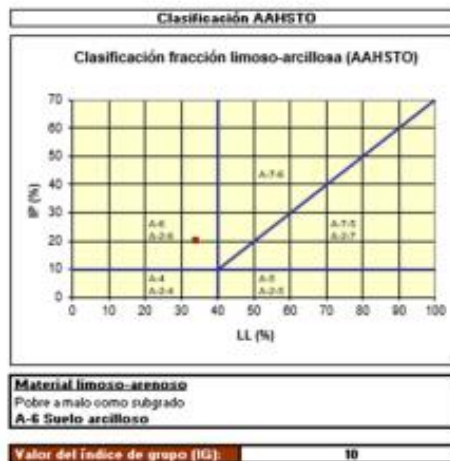 Clasificación AAHSTO
Clasificación fracción limoso-arcillosa (AAHSTO)
70
60
50
40
30
20
10
0
IP (%)
A-7-6
A-6
A-2-6
A-7-5
A-2-7
A-4
A-2-4
A-5
A-2-5
0 10 20 30 40 50 60 70 80 90 100
LL (%)
Material limoso-arenoso
Pobre a malo como subgrado
A-6 Suelo arcilloso
Valor del índice de grupo (IG): 10